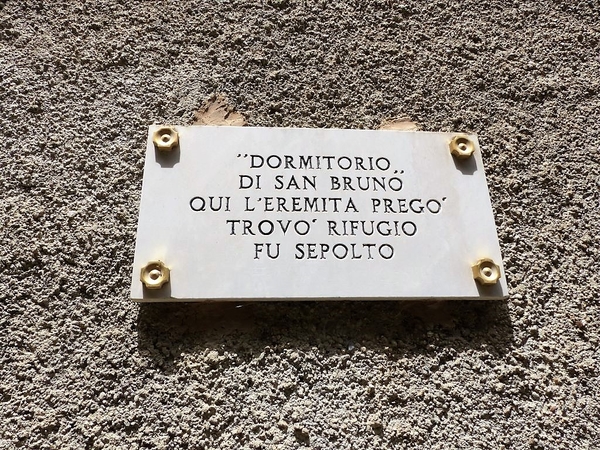 "DORMITORIO"
DI SAN BRUNO
QUI L'EREMITA PREGO'
TROVO' RIFUGIO
FU SEPOLTO